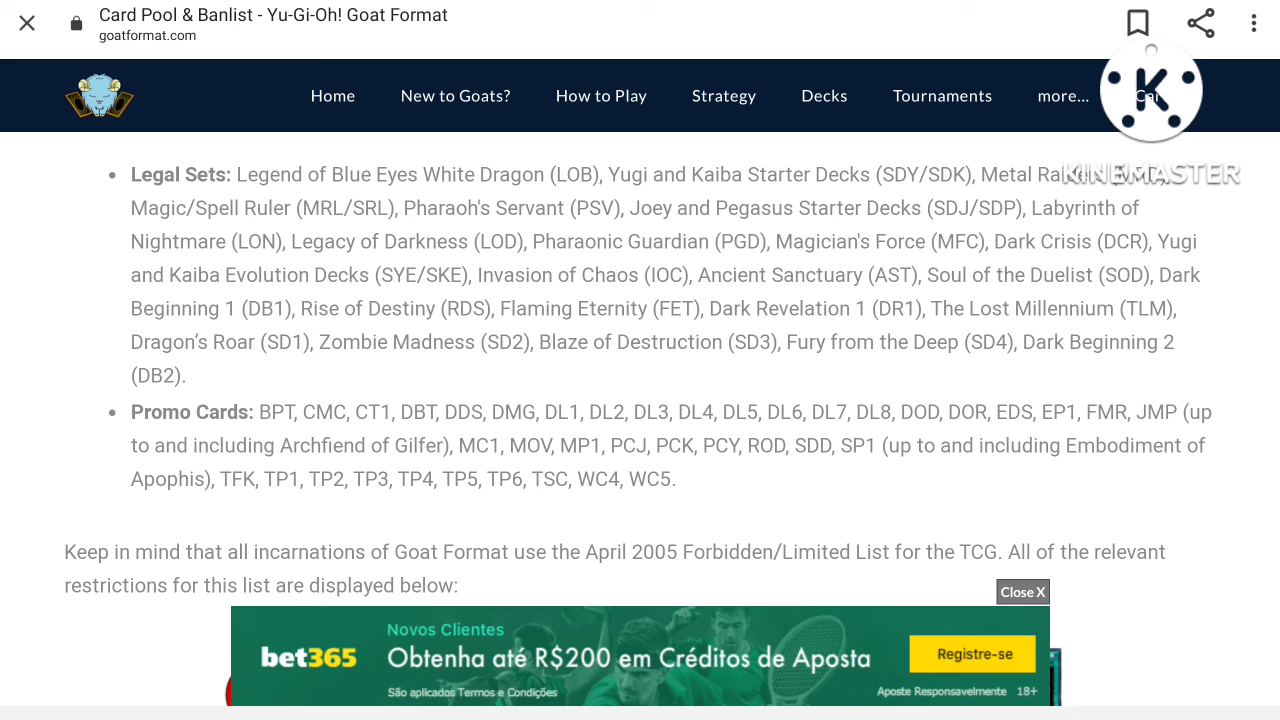 Card Pool & Banlist - Yu-Gi-Oh! Goat Format
goatformat.com
Home New to Goats? How to Play Strategy Decks Tournaments more...
K
KINEMASTER
Legal Sets: Legend of Blue Eyes White Dragon (LOB), Yugi and Kaiba Starter Decks (SDY/SDK), Metal
Magic/Spell Ruler (MRL/SRL), Pharaoh's Servant (PSV), Joey and Pegasus Starter Decks (SDJ/SDP), Labyrinth of
Nightmare (LON), Legacy of Darkness (LOD), Pharaonic Guardian (PGD), Magician's Force (MFC), Dark Crisis (DCR), Yugi
and Kaiba Evolution Decks (SYE/SKE), Invasion of Chaos (IOC), Ancient Sanctuary (AST), Soul of the Duelist (SOD), Dark
Beginning 1 (DB1), Rise of Destiny (RDS), Flaming Eternity (FET), Dark Revelation 1 (DR1), The Lost Millennium (TLM),
Dragon’s Roar (SD1), Zombie Madness (SD2), Blaze of Destruction (SD3), Fury from the Deep (SD4), Dark Beginning 2
(DB2).
Promo Cards: BPT, CMC, CT1, DBT, DDS, DMG, DL1, DL2, DL3, DL4, DL5, DL6, DL7, DL8, DOD, DOR, EDS, EP1, FMR, JMP (up
to and including Archfiend of Gilfer), MC1, MOV, MP1, PCJ, PCK, PCY, ROD, SDD, SP1 (up to and including Embodiment of
Apophis), TFK, TP1, TP2, TP3, TP4, TP5, TP6, TSC, WC4, WC5.
Keep in mind that all incarnations of Goat Format use the April 2005 Forbidden/Limited List for the TCG. All of the relevant
restrictions for this list are displayed below:
Close X
Novos Clientes
bet365 Obtenha até R$200 em Créditos de Aposta Registre-se
São aplicados Termos e Condições Aposte Responsavelmente 18+